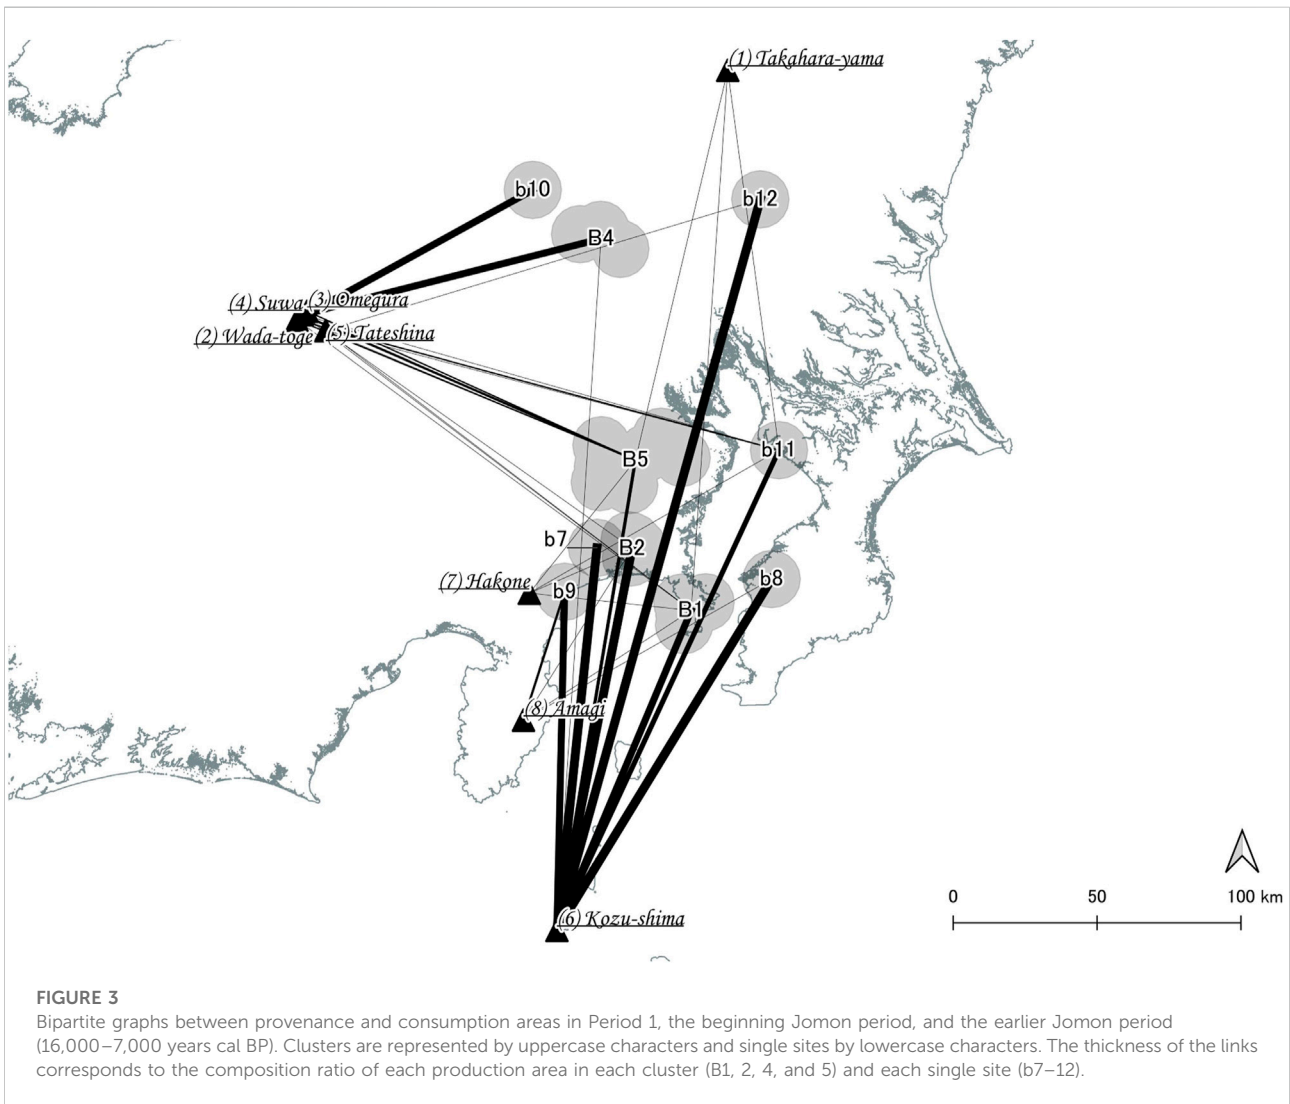 (1) Takahara-yama
b10
b12
B4
(4) Suwa (3) Omegura
(2) Wada-toge (5) Tateshina
B5
b11
b7
B2
(7) Hakone
b9
b8
B1
(8) Amagi
0 50 100 km
(6) Kozu-shima
FIGURE 3
Bipartite graphs between provenance and consumption areas in Period 1, the beginning Jomon period, and the earlier Jomon period
(16,000–7,000 years cal BP). Clusters are represented by uppercase characters and single sites by lowercase characters. The thickness of the links
corresponds to the composition ratio of each production area in each cluster (B1, 2, 4, and 5) and each single site (b7–12).